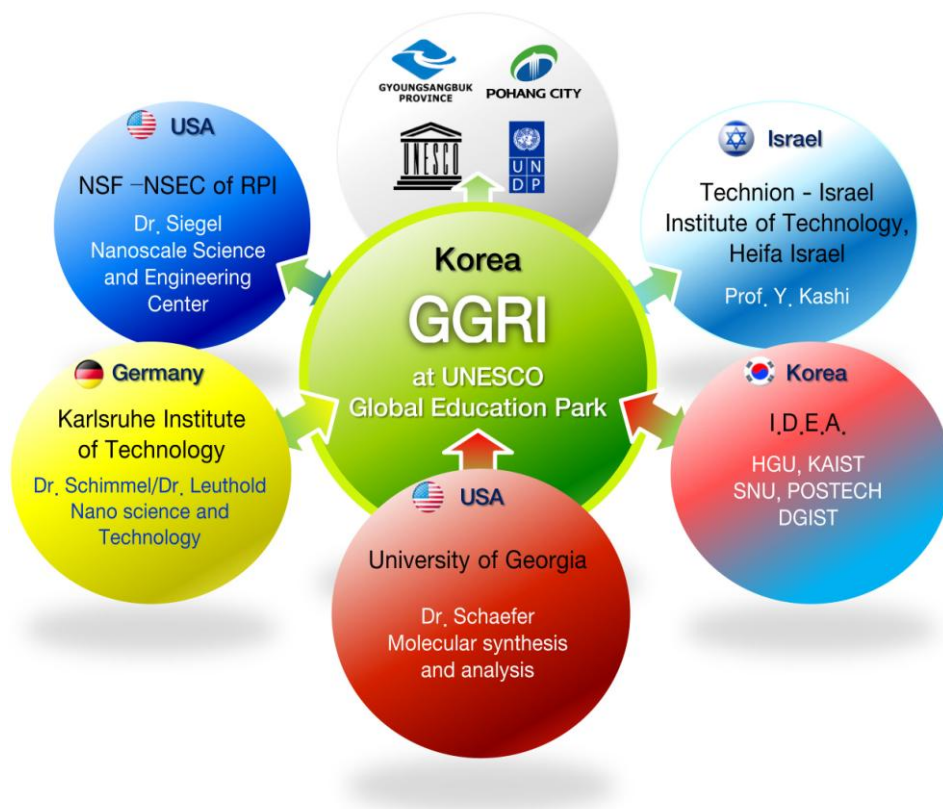 GYOUNGSANGBUK
PROVINCE
POHANG CITY
UNESCO
UN
DP
USA
NSF –NSEC of RPI
Dr. Siegel
Nanoscale Science
and Engineering
Center
Israel
Technion - Israel
Institute of Technology,
Heifa Israel
Prof. Y. Kashi
Korea
GGRI
at UNESCO
Global Education Park
Germany
Karlsruhe Institute
of Technology
Dr. Schimmel/Dr. Leuthold
Nano science and
Technology
Korea
I.D.E.A.
HGU, KAIST
SNU, POSTECH
DGIST
USA
University of Georgia
Dr. Schaefer
Molecular synthesis
and analysis